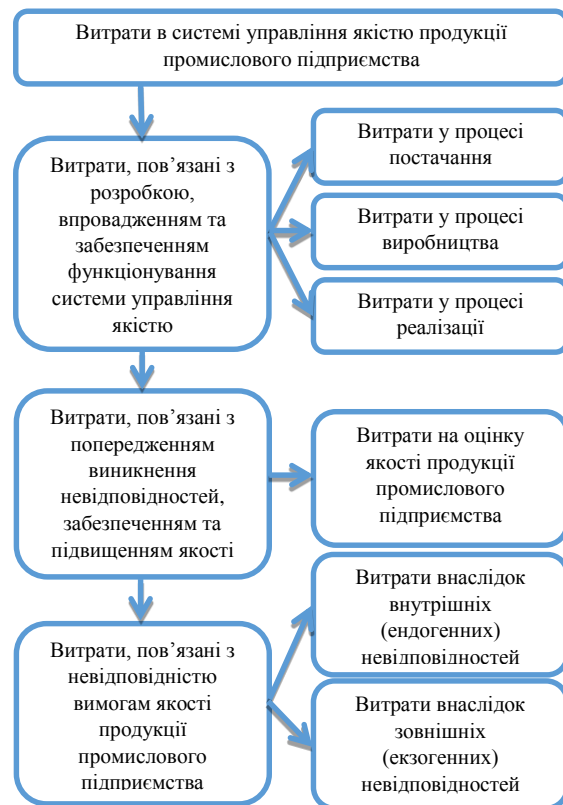 Витрати в системі управління якістю продукції
промислового підприємства
Витрати, пов’язані з
розробкою,
впровадженням та
забезпеченням
функціонування
системи управління
якістю
Витрати у процесі
постачання
Витрати у процесі
виробництва
Витрати у процесі
реалізації
Витрати, пов’язані з
попередженням
виникнення
невідповідностей,
забезпеченням та
підвищенням якості
Витрати на оцінку
якості продукції
промислового
підприємства
Витрати, пов’язані з
невідповідністю
вимогам якості
продукції
промислового
підприємства
Витрати внаслідок
внутрішніх
(ендогенних)
невідповідностей
Витрати внаслідок
зовнішніх
(екзогенних)
невідповідностей